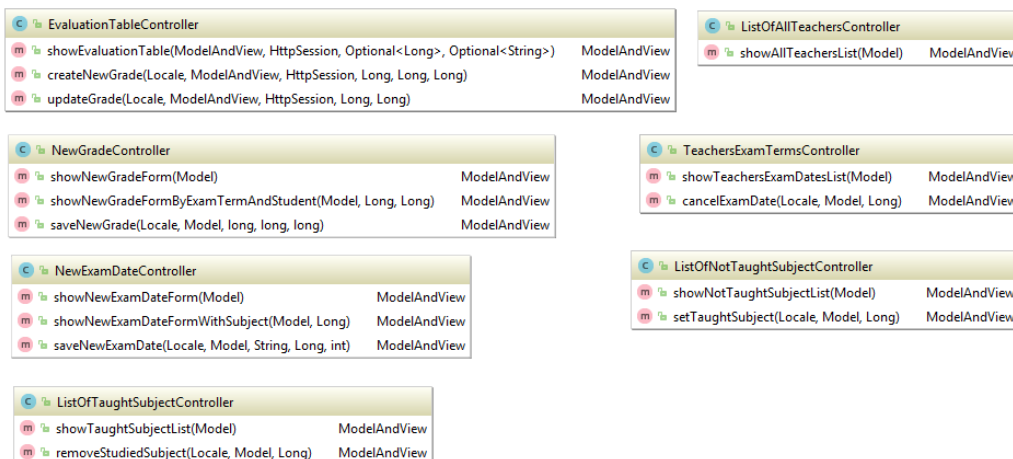 EvaluationTableController
showEvaluationTable(ModelAndView, HttpSession, Optional<Long>, Optional<String>) ModelAndView
createNewGrade(Locale, ModelAndView, HttpSession, Long, Long, Long) ModelAndView
updateGrade(Locale, ModelAndView, HttpSession, Long, Long) ModelAndView
ListOfAllTeachersController
showAllTeachersList(Model) ModelAndView
NewGradeController
showNewGradeForm(Model) ModelAndView
showNewGradeFormByExamTermAndStudent(Model, Long, Long) ModelAndView
saveNewGrade(Locale, Model, long, long, long) ModelAndView
TeachersExamTermsController
showTeachersExamDatesList(Model) ModelAndView
cancelExamDate(Locale, Model, Long) ModelAndView
NewExamDateController
showNewExamDateForm(Model) ModelAndView
showNewExamDateFormWithSubject(Model, Long) ModelAndView
saveNewExamDate(Locale, Model, String, Long, int) ModelAndView
ListOfNotTaughtSubjectController
showNotTaughtSubjectList(Model) ModelAndView
setTaughtSubject(Locale, Model, Long) ModelAndView
ListOfTaughtSubjectController
showTaughtSubjectList(Model) ModelAndView
removeStudiedSubject(Locale, Model, Long) ModelAndView